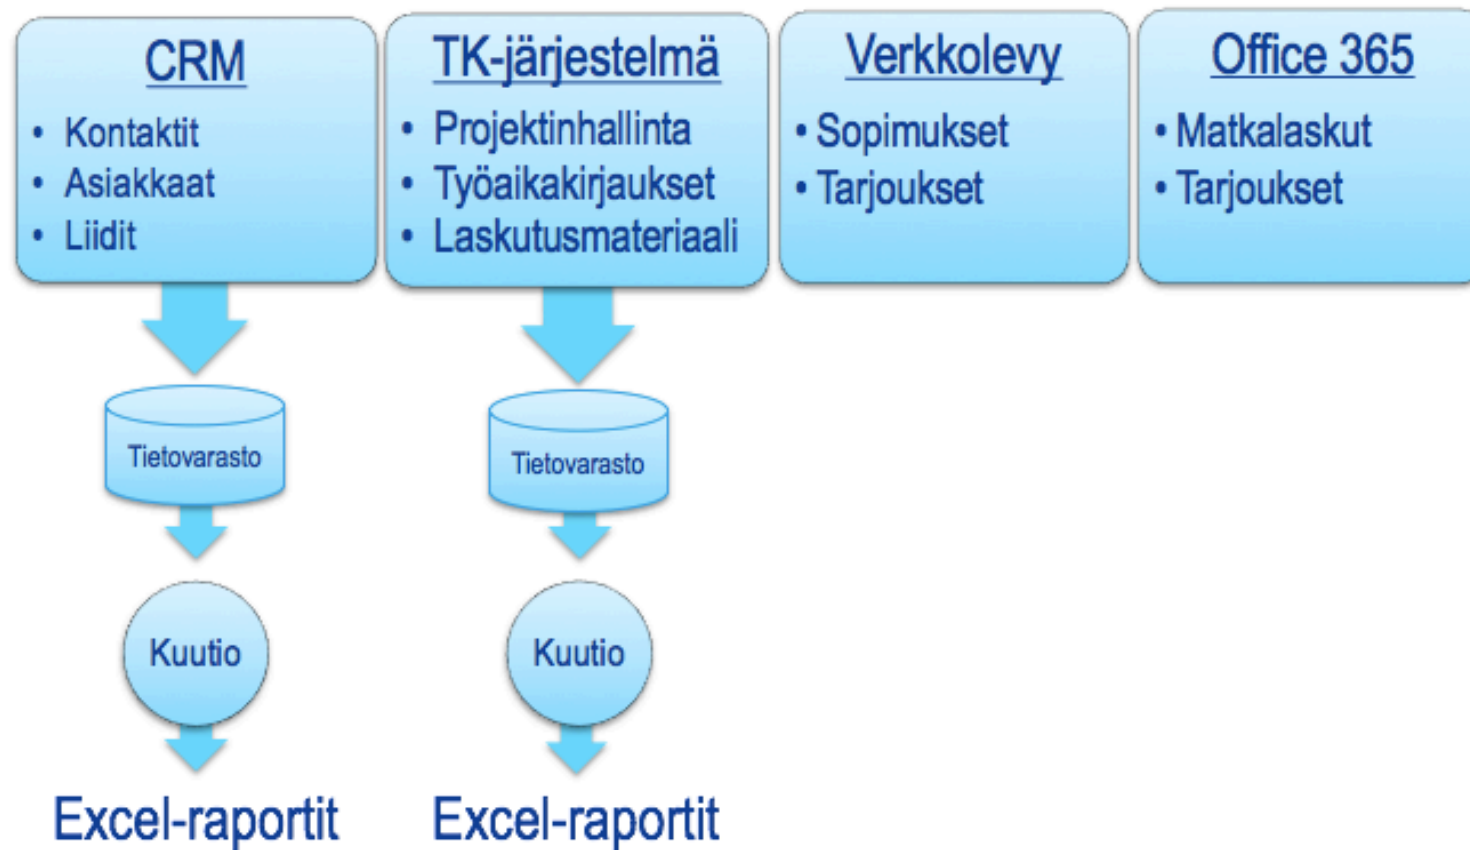 CRM
• Kontaktit
• Asiakkaat
• Liidit
TK-järjestelmä
• Projektinhallinta
• Työaikakirjaukset
• Laskutusmateriaali
Verkkolevy
• Sopimukset
• Tarjoukset
Office 365
• Matkalaskut
• Tarjoukset
Tietovarasto
Tietovarasto
Kuutio
Kuutio
Excel-raportit
Excel-raportit